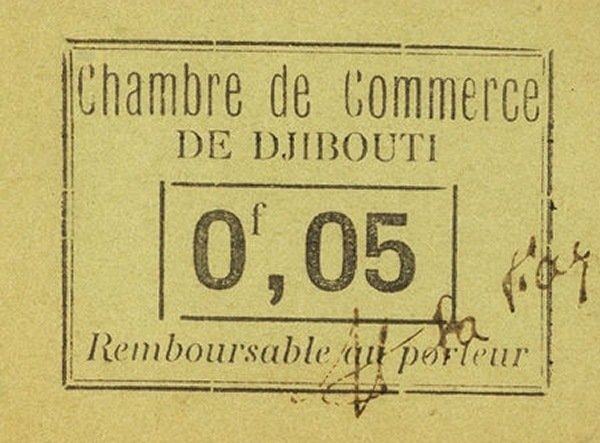 Chambre de Commerce
DE DJIBOUTI
0f,05
Remboursable au porteur